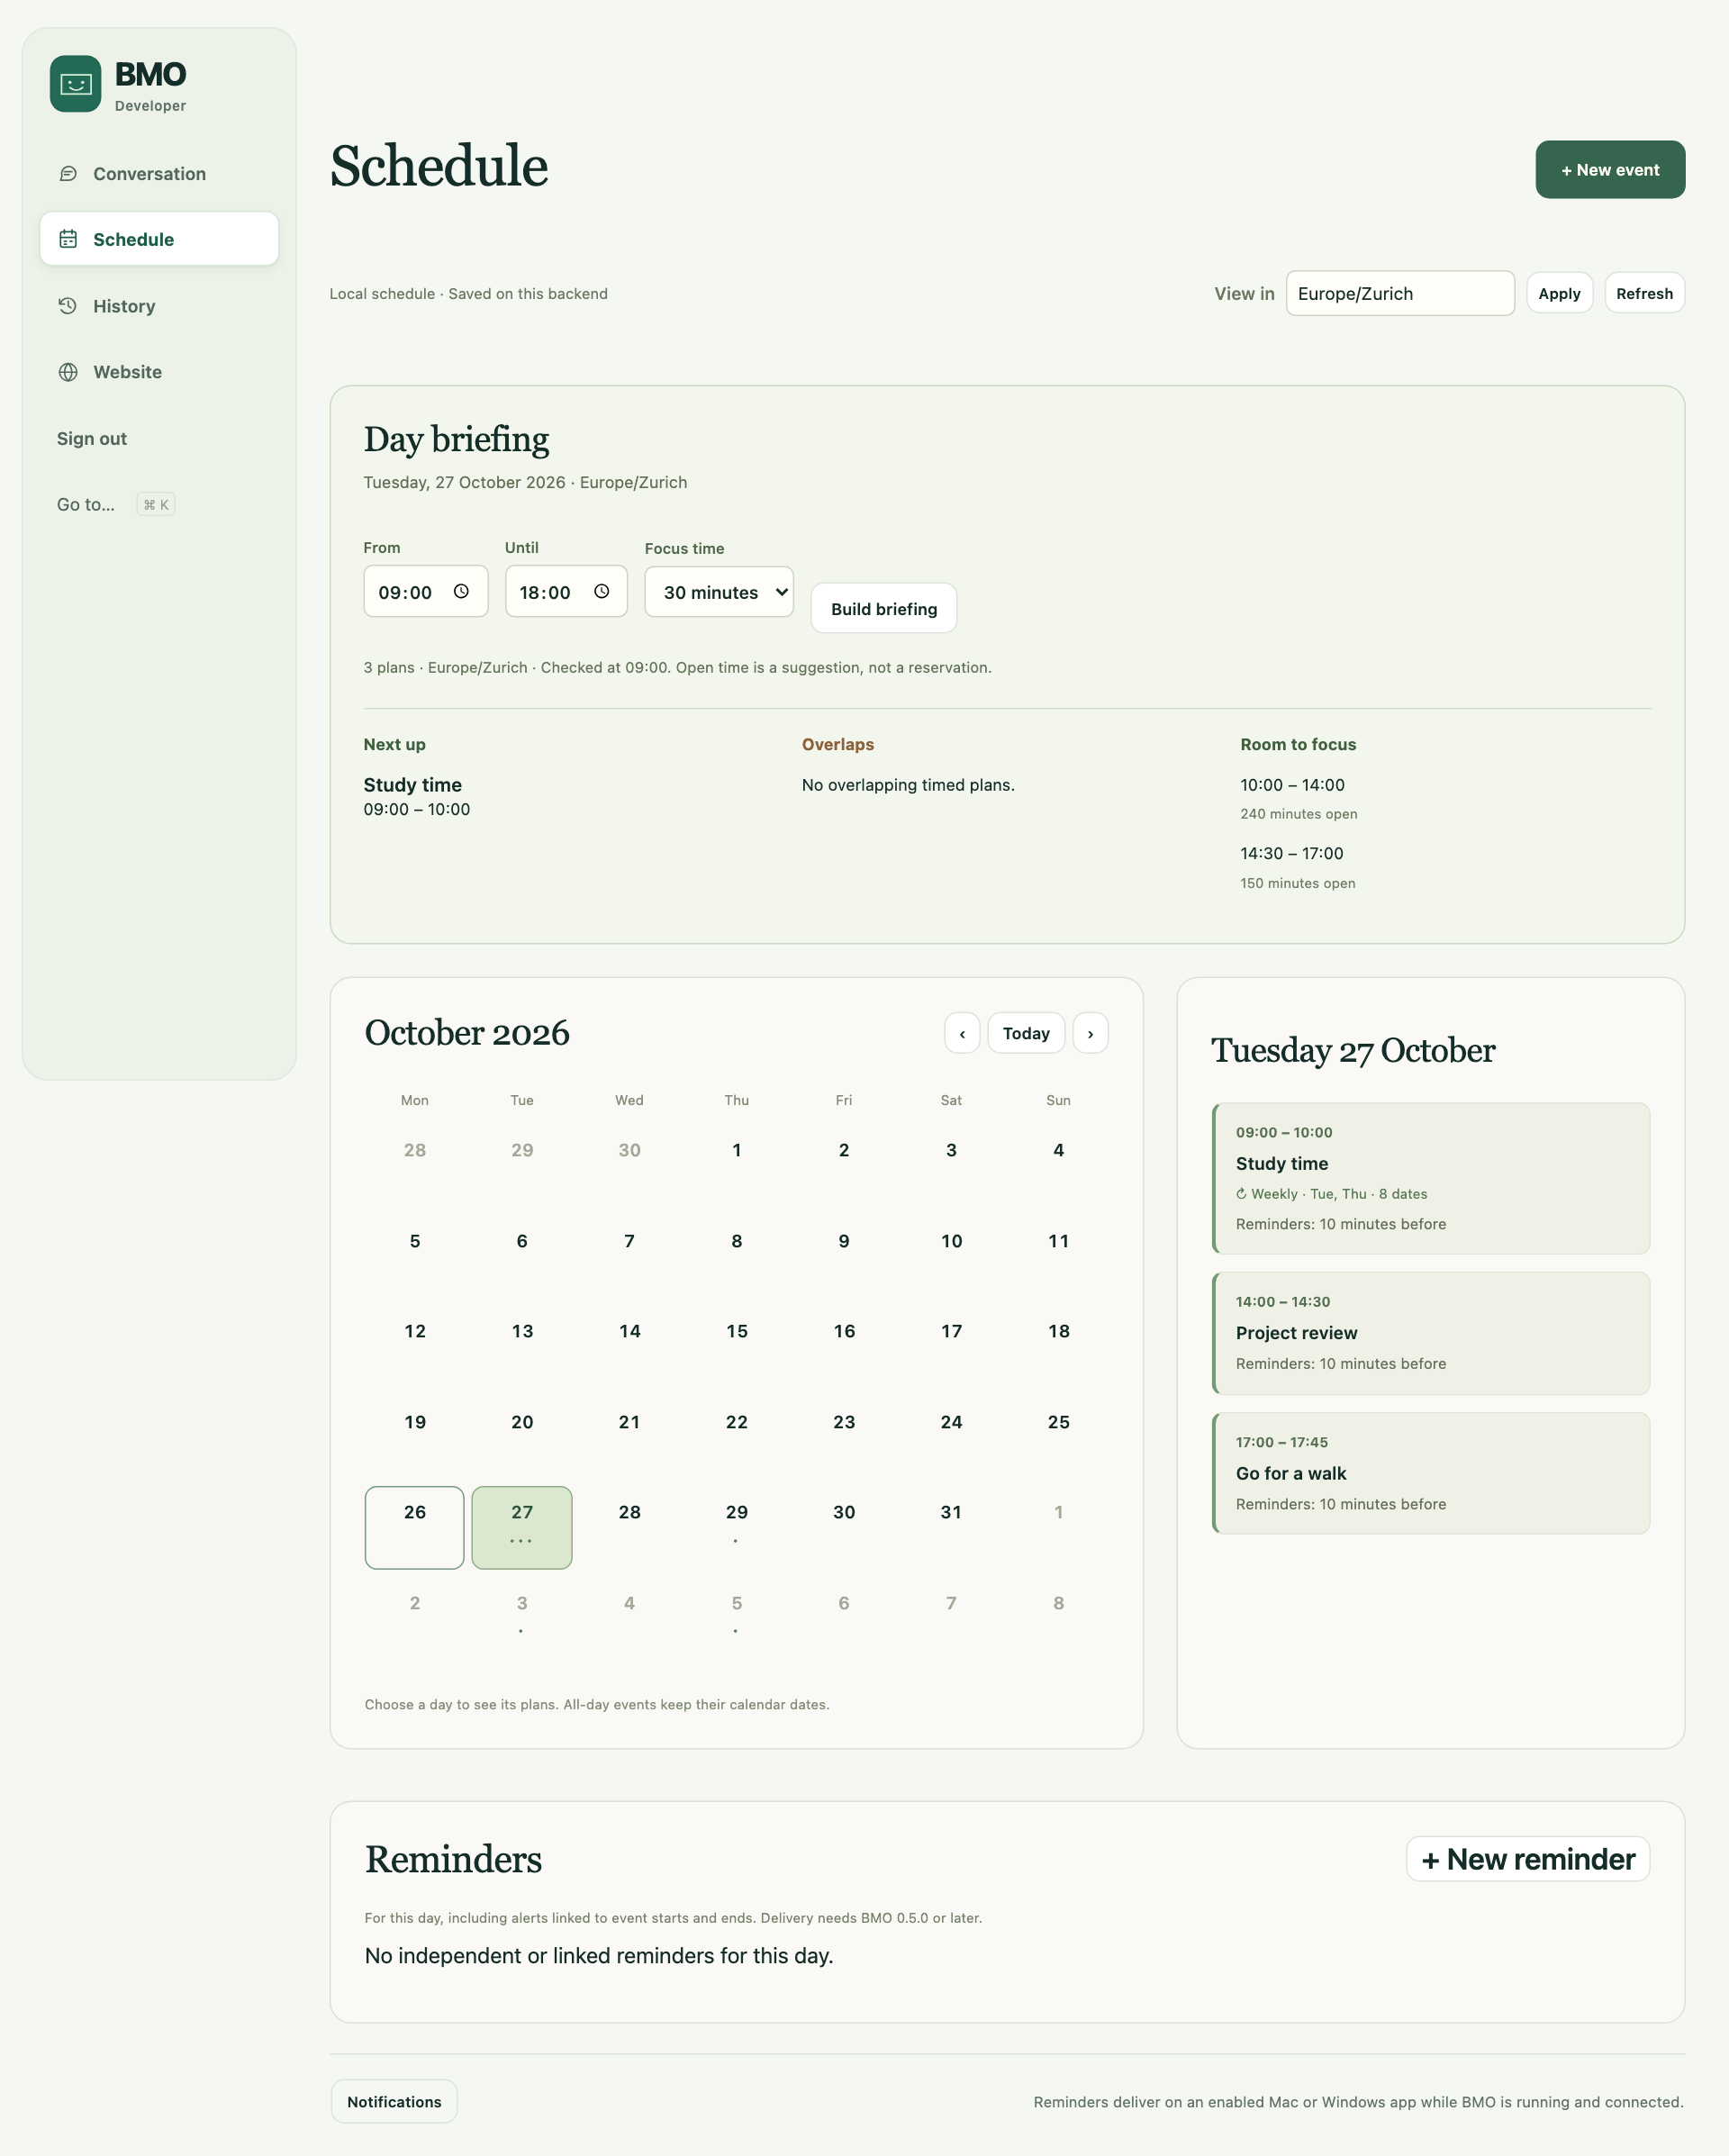 BMO
Developer
Conversation
Schedule
History
Website
Sign out
Go to... ⌘ K
Schedule
+ New event
Local schedule · Saved on this backend
View in Europe/Zurich Apply Refresh
Day briefing
Tuesday, 27 October 2026 · Europe/Zurich
From Until Focus time
09:00 18:00 30 minutes Build briefing
3 plans · Europe/Zurich · Checked at 09:00. Open time is a suggestion, not a reservation.
Next up
Study time
09:00 – 10:00
Overlaps
No overlapping timed plans.
Room to focus
10:00 – 14:00
240 minutes open
14:30 – 17:00
150 minutes open
October 2026
‹ Today ›
Mon Tue Wed Thu Fri Sat Sun
28 29 30 1 2 3 4
5 6 7 8 9 10 11
12 13 14 15 16 17 18
19 20 21 22 23 24 25
26 27 28 29 30 31 1
2 3 4 5 6 7 8
Choose a day to see its plans. All-day events keep their calendar dates.
Tuesday 27 October
09:00 – 10:00
Study time
↻ Weekly · Tue, Thu · 8 dates
Reminders: 10 minutes before
14:00 – 14:30
Project review
Reminders: 10 minutes before
17:00 – 17:45
Go for a walk
Reminders: 10 minutes before
Reminders
+ New reminder
For this day, including alerts linked to event starts and ends. Delivery needs BMO 0.5.0 or later.
No independent or linked reminders for this day.
Notifications
Reminders deliver on an enabled Mac or Windows app while BMO is running and connected.